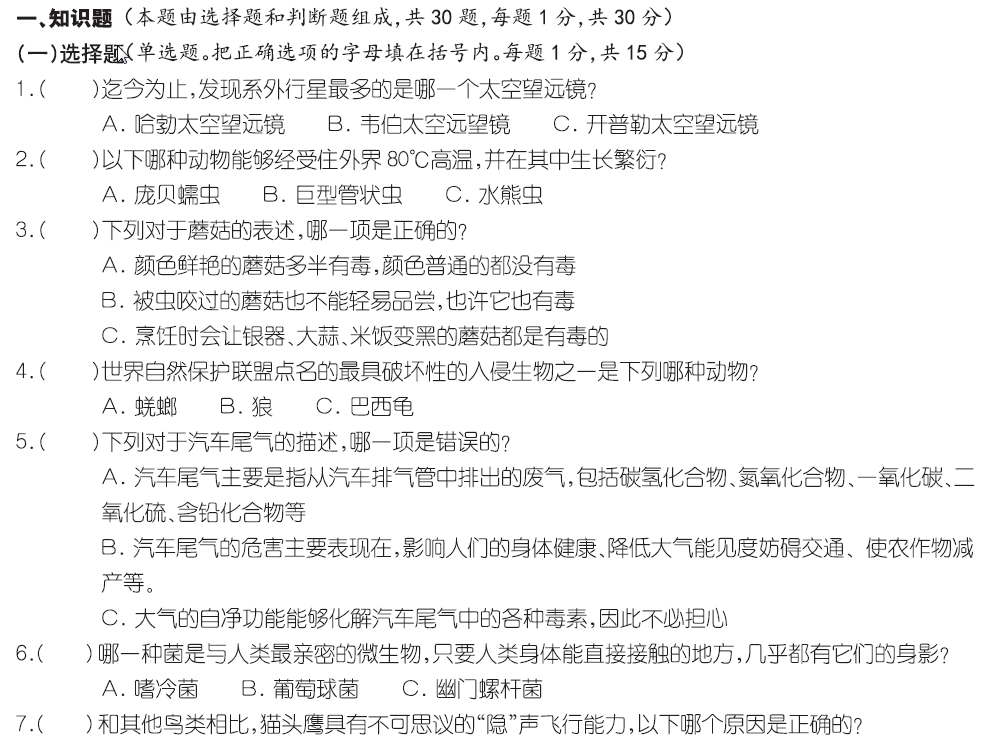 一、知识题（本题由选择题和判断题组成,共30题,每题1分,共30分）
(一)选择题(单选题。把正确选项的字母填在括号内。每题1分,共15分）
1.(　　)迄今为止,发现系外行星最多的是哪一个太空望远镜?
A. 哈勃太空望远镜　　B. 韦伯太空远望镜　　C. 开普勒太空望远镜
2.(　　)以下哪种动物能够经受住外界80℃高温,并在其中生长繁衍?
A. 庞贝蠕虫　　B. 巨型管状虫　　C. 水熊虫
3.(　　)下列对于蘑菇的表述,哪一项是正确的?
A. 颜色鲜艳的蘑菇多半有毒,颜色普通的都没有毒
B. 被虫咬过的蘑菇也不能轻易品尝,也许它也有毒
C. 烹饪时会让银器、大蒜、米饭变黑的蘑菇都是有毒的
4.(　　)世界自然保护联盟点名的最具破坏性的入侵生物之一是下列哪种动物?
A. 蜣螂　　B. 狼　　C. 巴西龟
5.(　　)下列对于汽车尾气的描述,哪一项是错误的?
A. 汽车尾气主要是指从汽车排气管中排出的废气,包括碳氢化合物、氮氧化合物、一氧化碳、二
氧化硫、含铅化合物等
B. 汽车尾气的危害主要表现在,影响人们的身体健康、降低大气能见度妨碍交通、使农作物减
产等。
C. 大气的自净功能能够化解汽车尾气中的各种毒素,因此不必担心
6.(　　)哪一种菌是与人类最亲密的微生物,只要人类身体能直接接触的地方,几乎都有它们的身影?
A. 嗜冷菌　　B. 葡萄球菌　　C. 幽门螺杆菌
7.(　　)和其他鸟类相比,猫头鹰具有不可思议的“隐”声飞行能力,以下哪个原因是正确的?